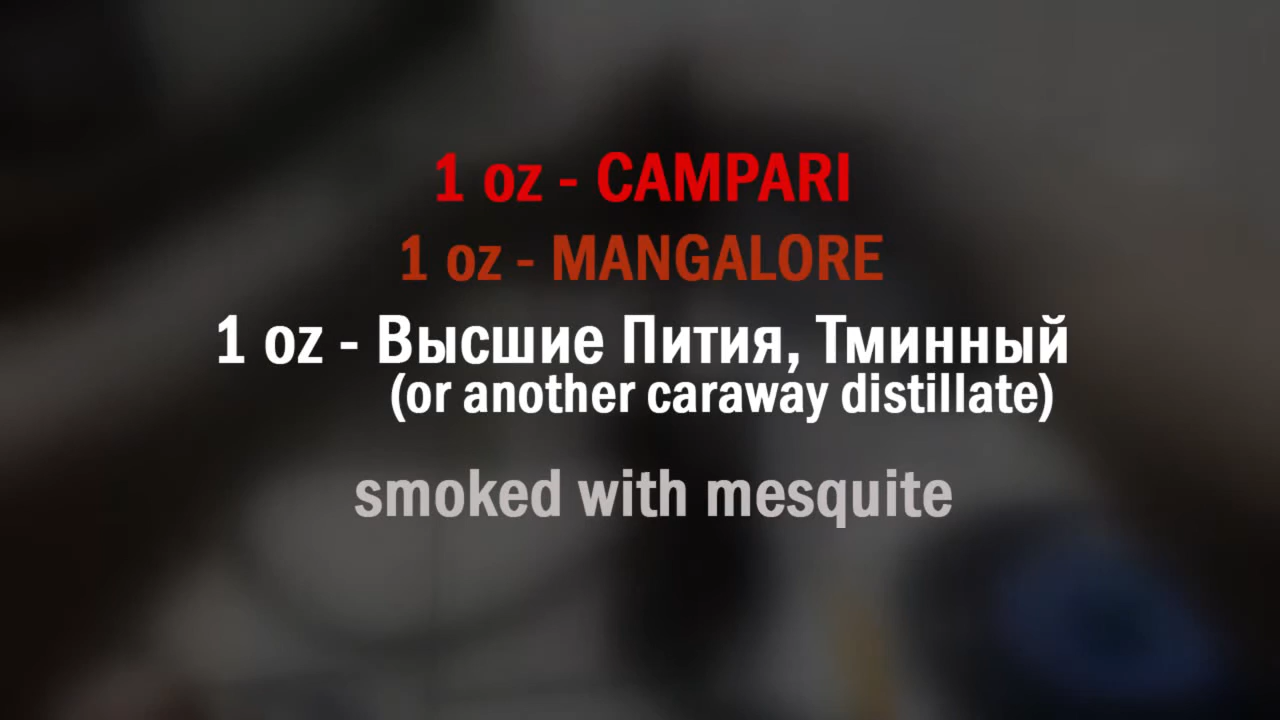 1 oz - CAMPARI
1 oz - MANGALORE
1 oz - Высшие Пития, Тминный
(or another caraway distillate)
smoked with mesquite